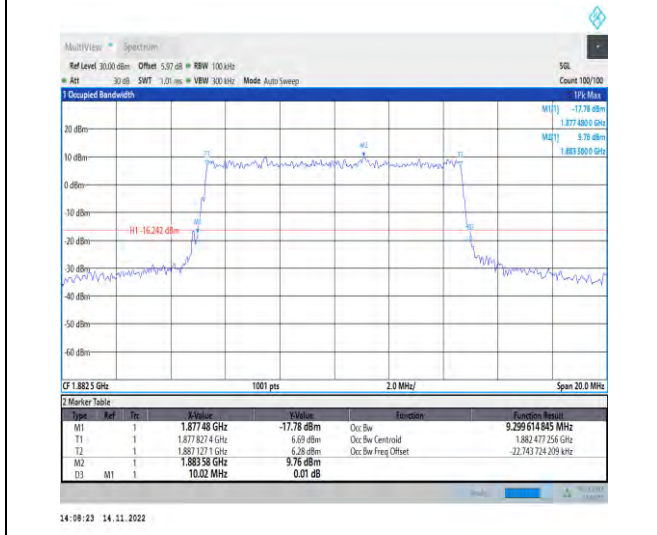 MultiView Spectrum
Ref Level 30.00 dBm Offset 5.97 dB RBW 100 kHz SGL
Att 30 dB SWT 1.01 ms VBW 300 kHz Mode Auto Sweep Count 100/100
1 Occupied Bandwidth 1Pk Max
M1[1] -17.78 dBm
1.877 480 0 GHz
M2[1] 9.78 dBm
1.883 580 0 GHz
20 dBm
M2
10 dBm
T1
0 dBm
-10 dBm
M1
H1 -16.242 dBm
-20 dBm
-30 dBm
-40 dBm
-50 dBm
-60 dBm
CF 1.882 5 GHz 1001 pts 2.0 MHz/ Span 20.0 MHz
2 Marker Table
Type Ref Trc X-Value Y-Value Function Function Result
M1 1 1.877 48 GHz -17.78 dBm Occ Bw 9.299 614 845 MHz
T1 1 1.877 827 4 GHz 6.69 dBm Occ Bw Centroid 1.882 477 256 GHz
T2 1 1.887 127 1 GHz 6.28 dBm Occ Bw Freq Offset -22.743 724 209 kHz
M2 1 1.883 58 GHz 9.76 dBm
D3 M1 1 10.02 MHz 0.01 dB
14:08:23 14.11.2022